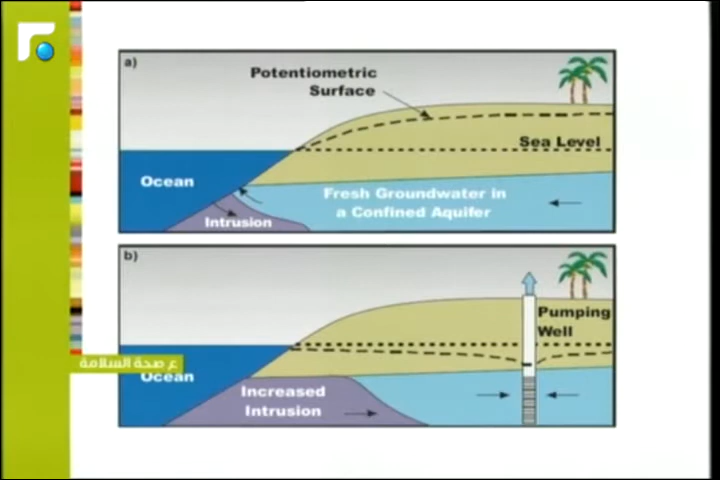 a)
Potentiometric
Surface
Sea Level
Ocean
Fresh Groundwater in
a Confined Aquifer
Intrusion
b)
Pumping
Well
ع صحة السلامة
Ocean
Increased
Intrusion